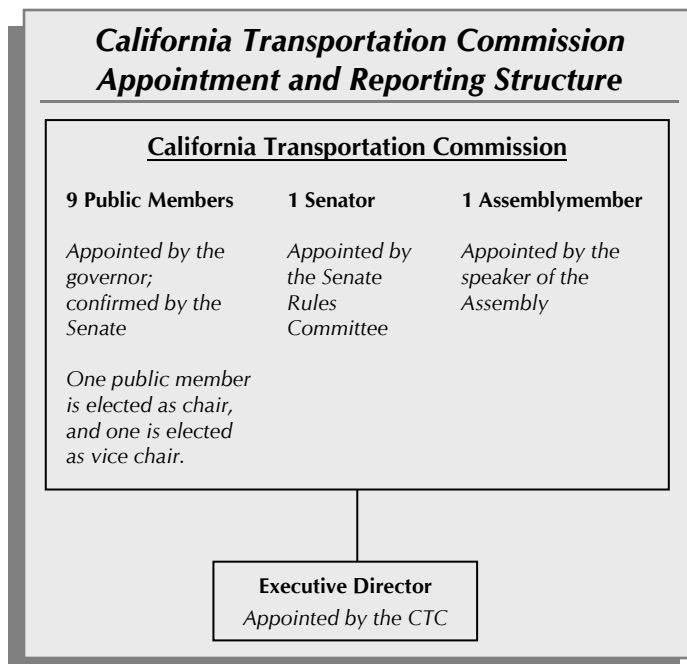 California Transportation Commission
Appointment and Reporting Structure
California Transportation Commission
9 Public Members
Appointed by the
governor;
confirmed by the
Senate
One public member
is elected as chair,
and one is elected
as vice chair.
1 Senator
Appointed by
the Senate
Rules
Committee
1 Assemblymember
Appointed by the
speaker of the
Assembly
Executive Director
Appointed by the CTC